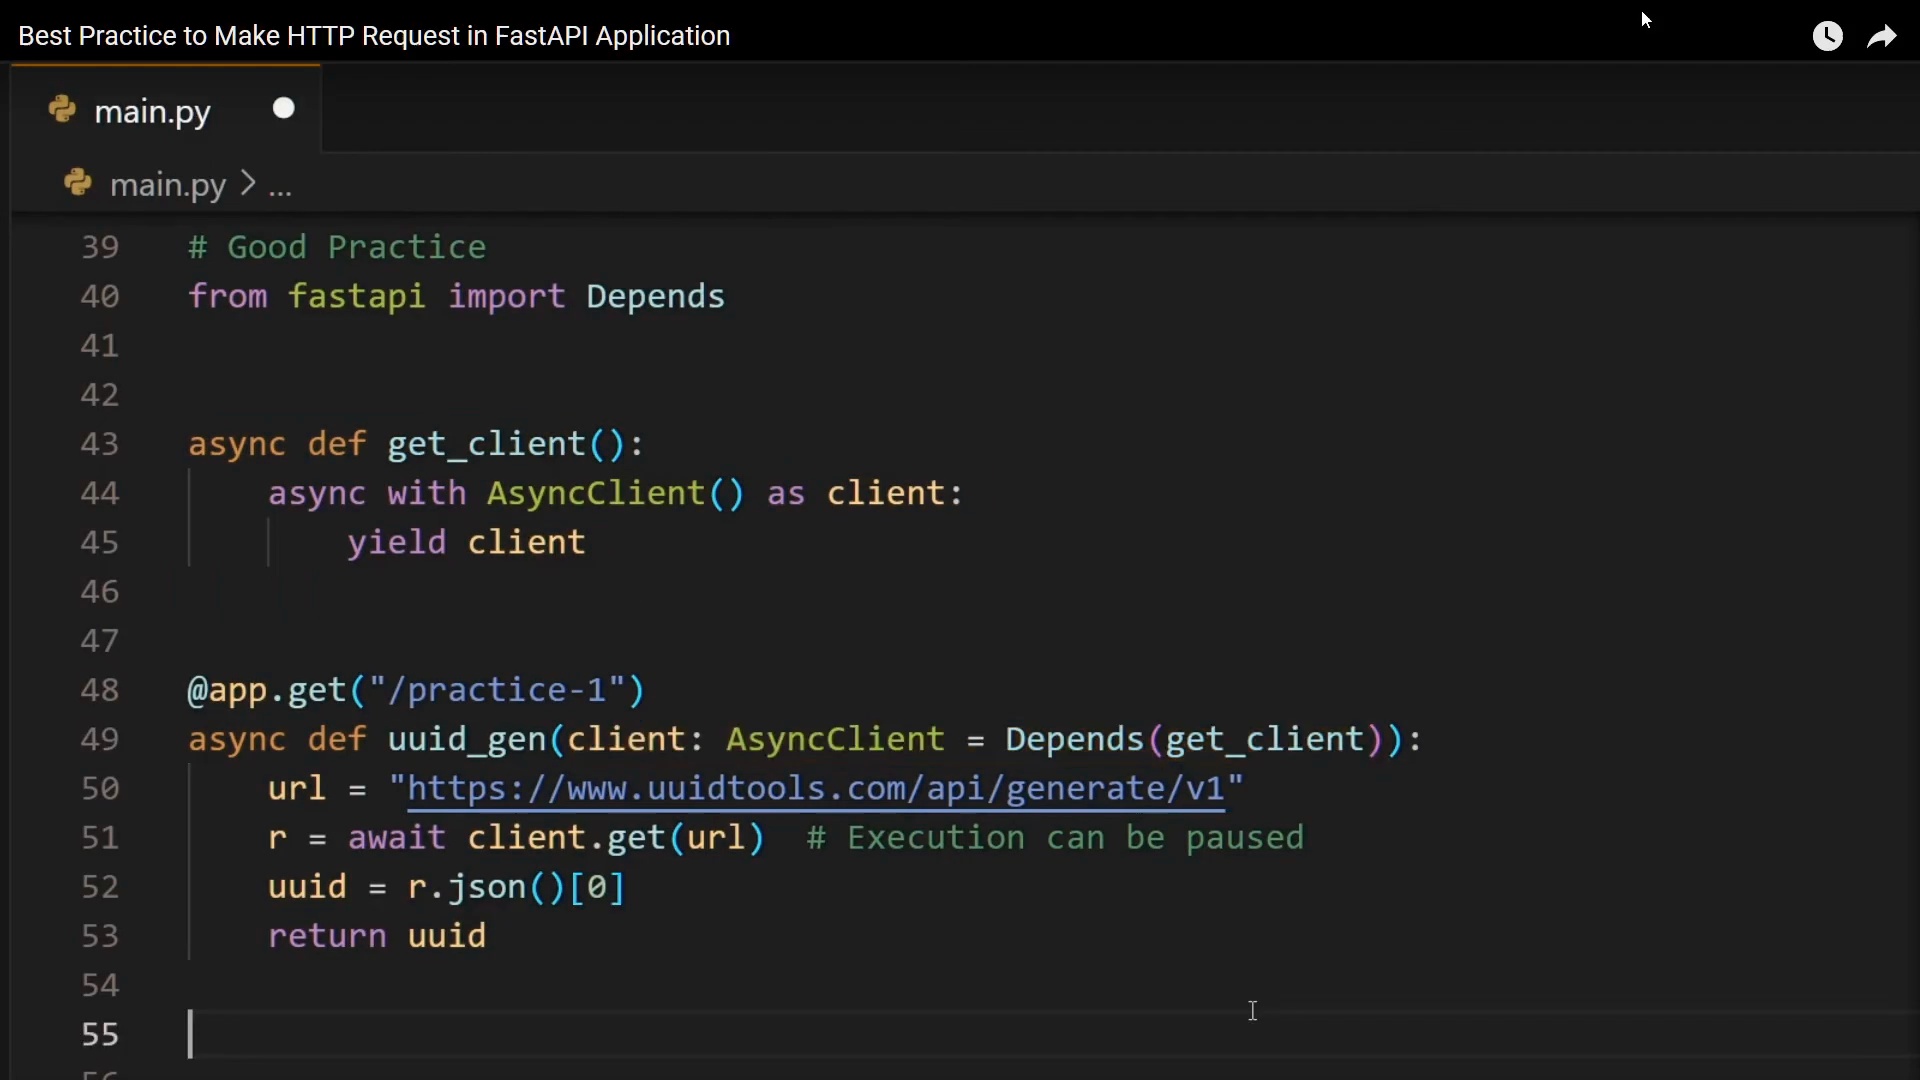 Best Practice to Make HTTP Request in FastAPI Application
main.py
main.py > ...
39 # Good Practice
40 from fastapi import Depends
41
42
43 async def get_client():
44     async with AsyncClient() as client:
45         yield client
46
47
48 @app.get("/practice-1")
49 async def uuid_gen(client: AsyncClient = Depends(get_client)):
50     url = "https://www.uuidtools.com/api/generate/v1"
51     r = await client.get(url)  # Execution can be paused
52     uuid = r.json()[0]
53     return uuid
54
55